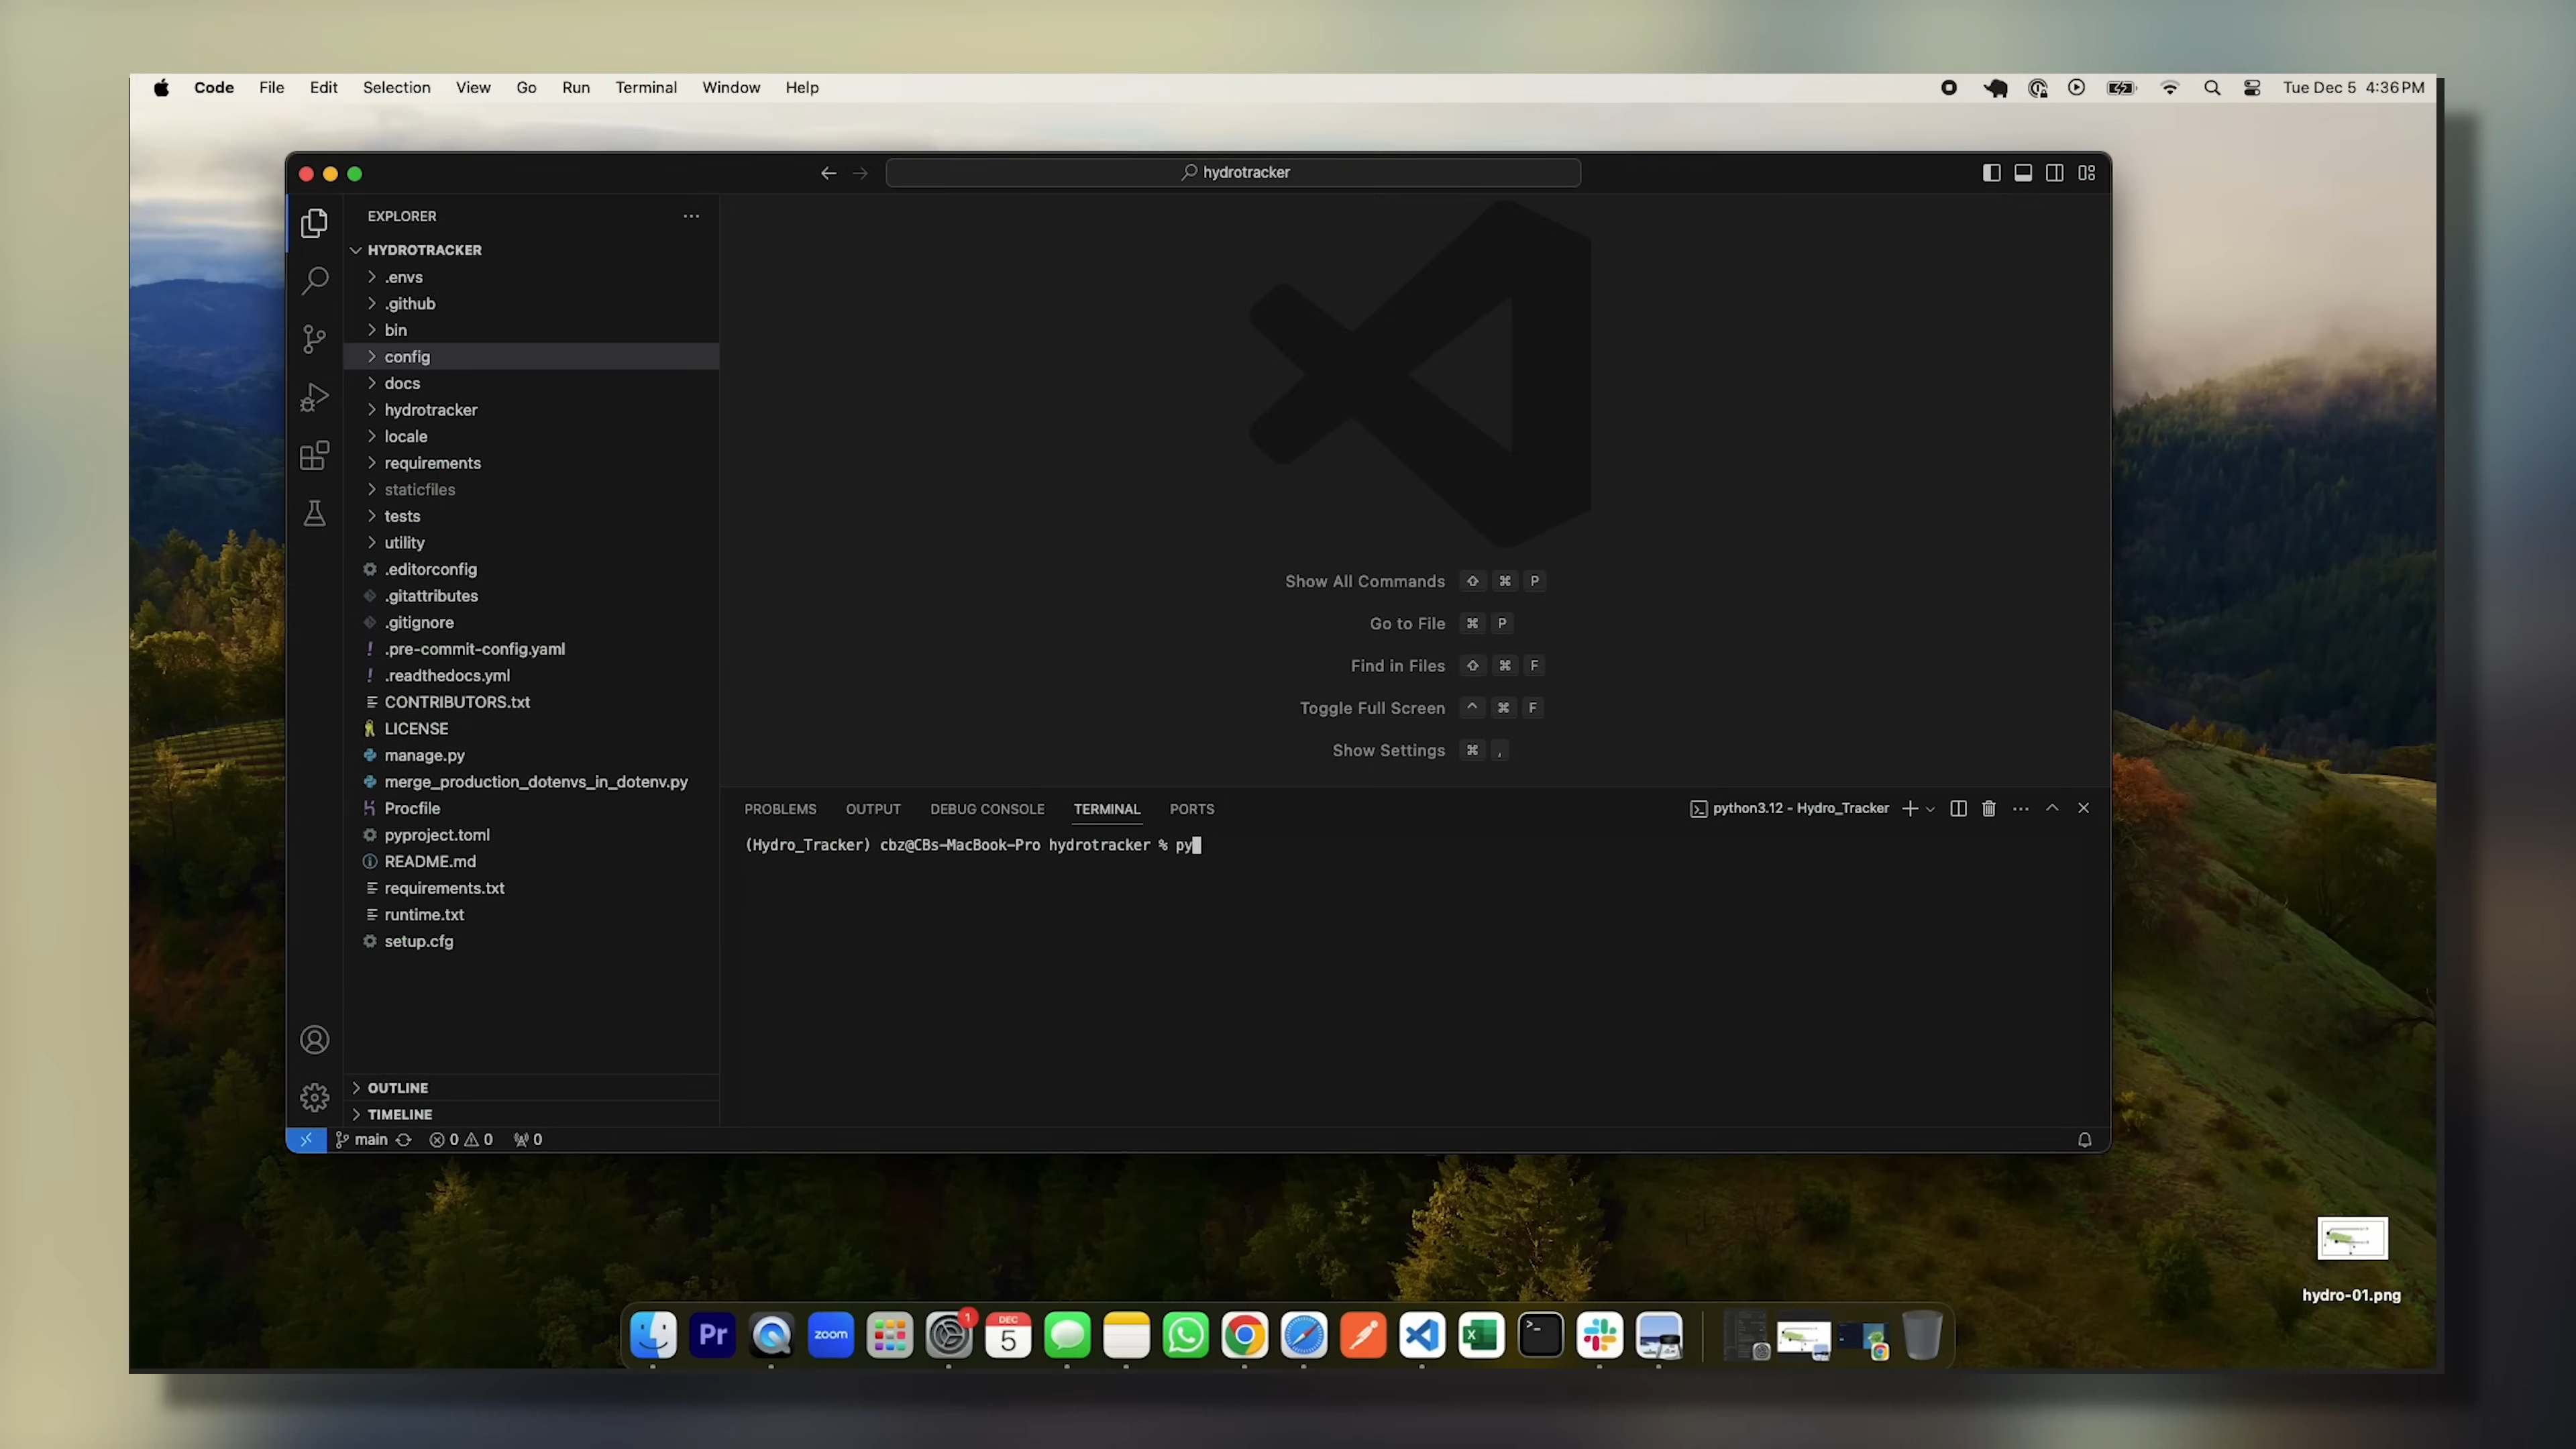 Code File Edit Selection View Go Run Terminal Window Help Tue Dec 5 4:36 PM
hydrotracker
EXPLORER
HYDROTRACKER
.envs
.github
bin
config
docs
hydrotracker
locale
requirements
staticfiles
tests
utility
.editorconfig
.gitattributes
.gitignore
.pre-commit-config.yaml
.readthedocs.yml
CONTRIBUTORS.txt
LICENSE
manage.py
merge_production_dotenvs_in_dotenv.py
Procfile
pyproject.toml
README.md
requirements.txt
runtime.txt
setup.cfg
OUTLINE
TIMELINE
Show All Commands ⇧ ⌘ P
Go to File ⌘ P
Find in Files ⇧ ⌘ F
Toggle Full Screen ^ ⌘ F
Show Settings ⌘ ,
PROBLEMS OUTPUT DEBUG CONSOLE TERMINAL PORTS python3.12 - Hydro_Tracker
(Hydro_Tracker) cbz@CBs-MacBook-Pro hydrotracker % py
main 0 0 0
hydro-01.png
Pr zoom 1 DEC 5 X >_